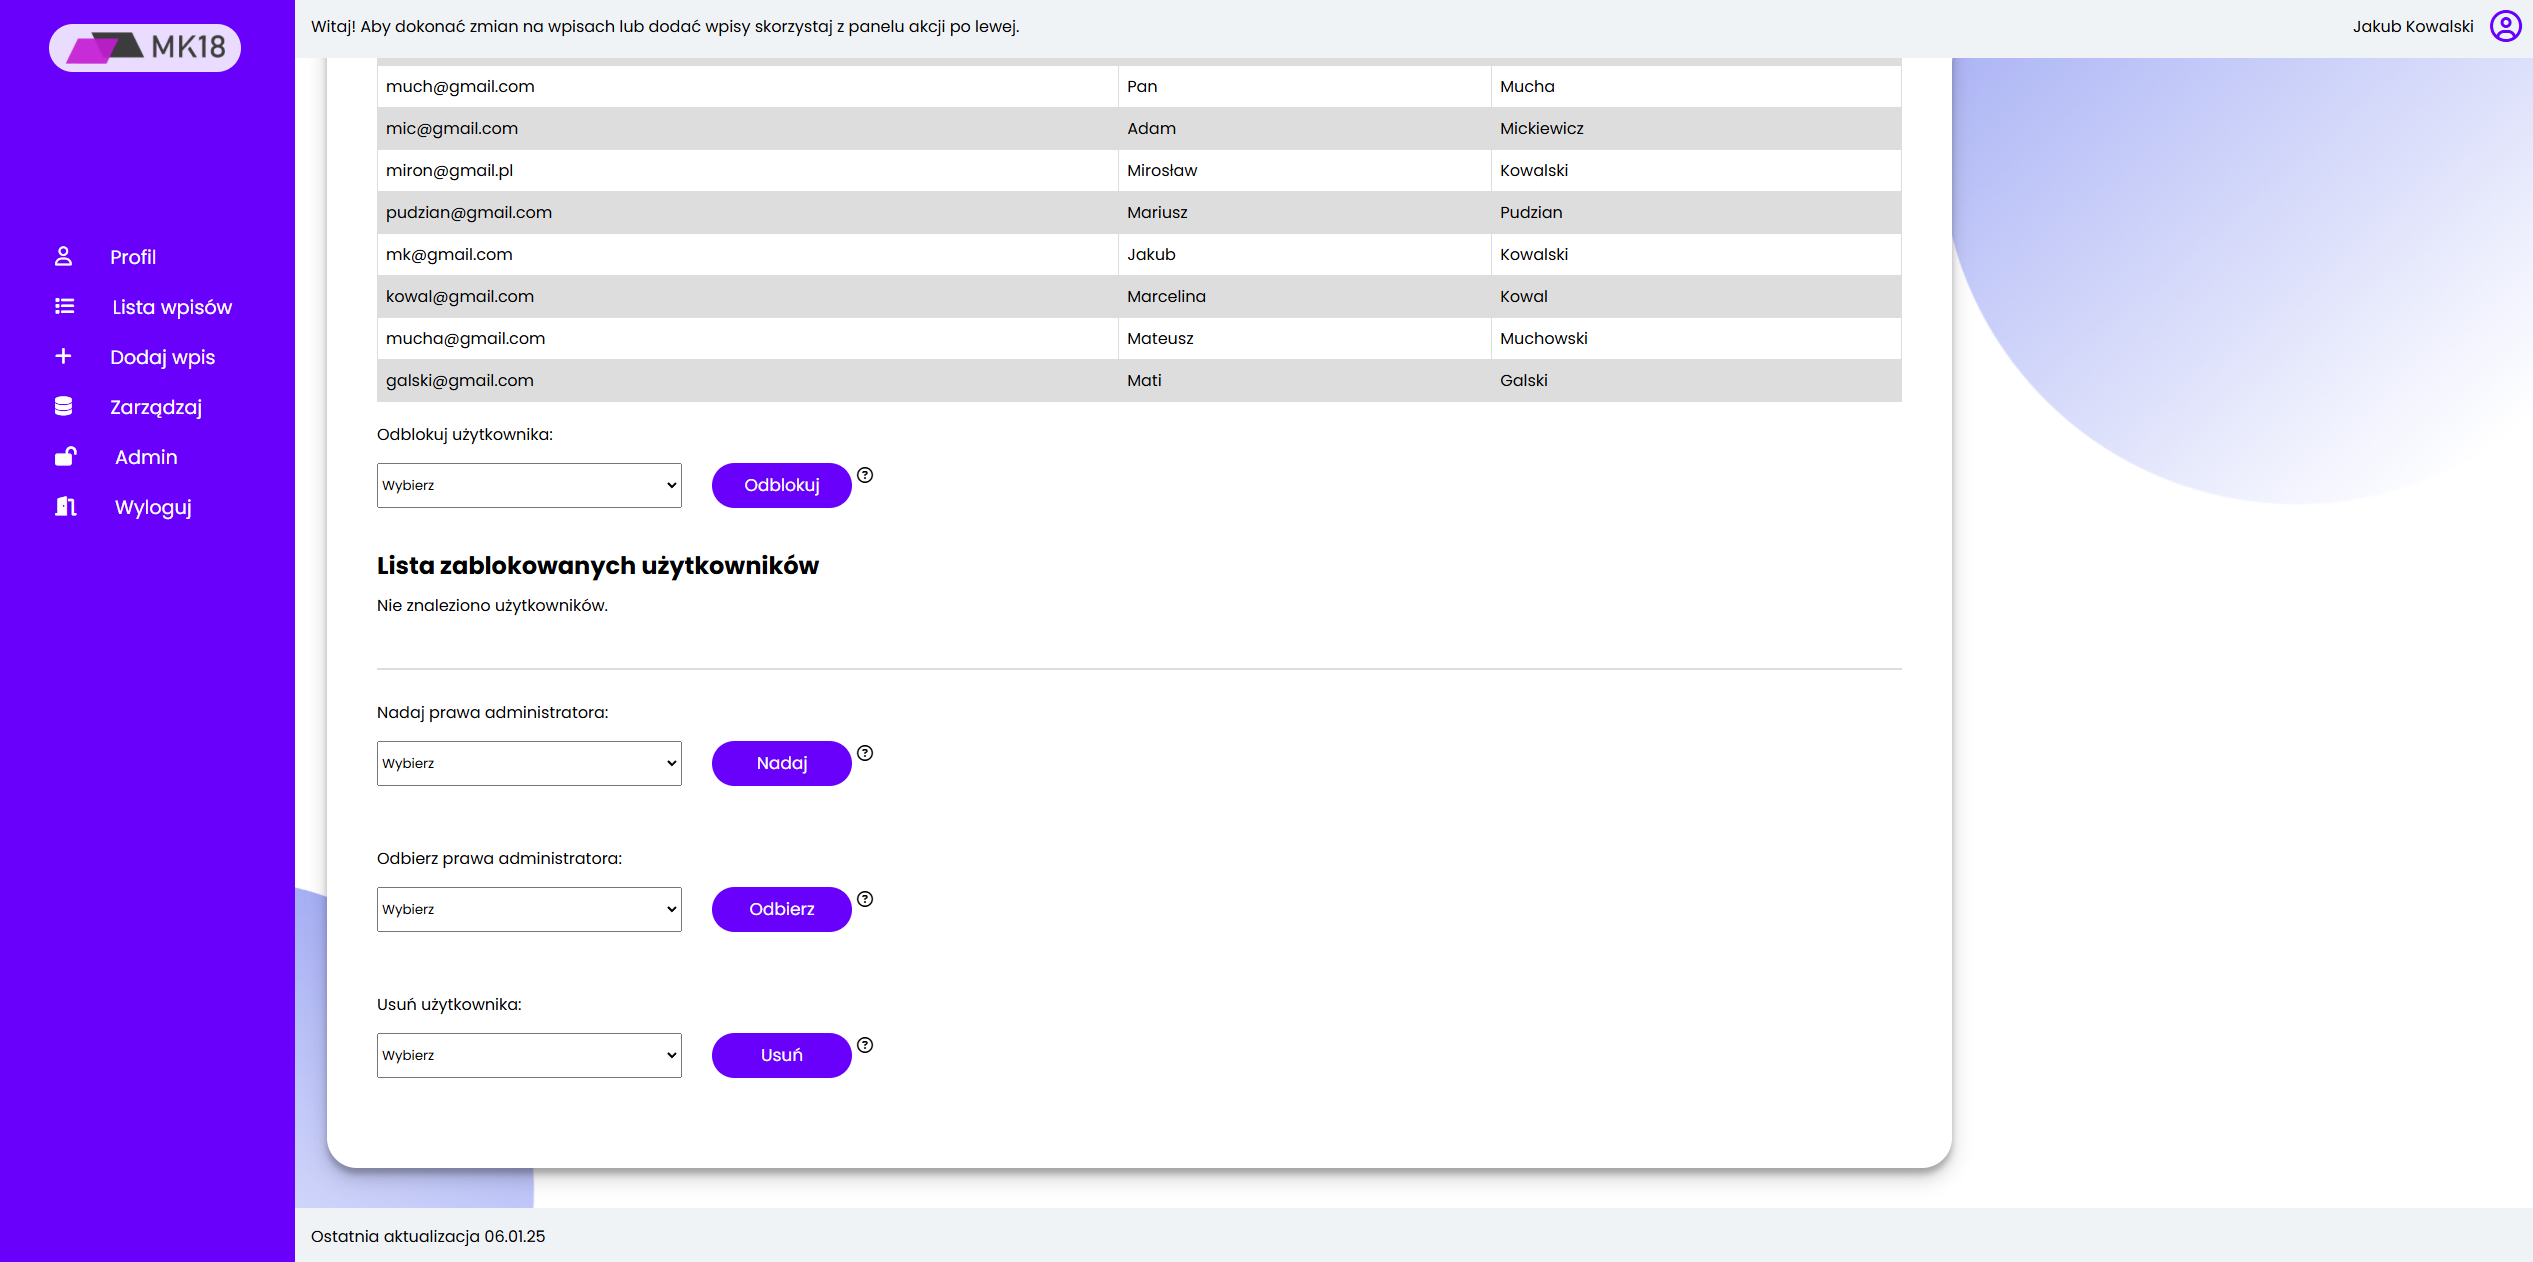 MK18
Witaj! Aby dokonać zmian na wpisach lub dodać wpisy skorzystaj z panelu akcji po lewej.
Jakub Kowalski
Profil
Lista wpisów
Dodaj wpis
Zarządzaj
Admin
Wyloguj
much@gmail.com Pan Mucha
mic@gmail.com Adam Mickiewicz
miron@gmail.pl Mirosław Kowalski
pudzian@gmail.com Mariusz Pudzian
mk@gmail.com Jakub Kowalski
kowal@gmail.com Marcelina Kowal
mucha@gmail.com Mateusz Muchowski
galski@gmail.com Mati Galski
Odblokuj użytkownika:
Wybierz Odblokuj ?
Lista zablokowanych użytkowników
Nie znaleziono użytkowników.
Nadaj prawa administratora:
Wybierz Nadaj ?
Odbierz prawa administratora:
Wybierz Odbierz ?
Usuń użytkownika:
Wybierz Usuń ?
Ostatnia aktualizacja 06.01.25